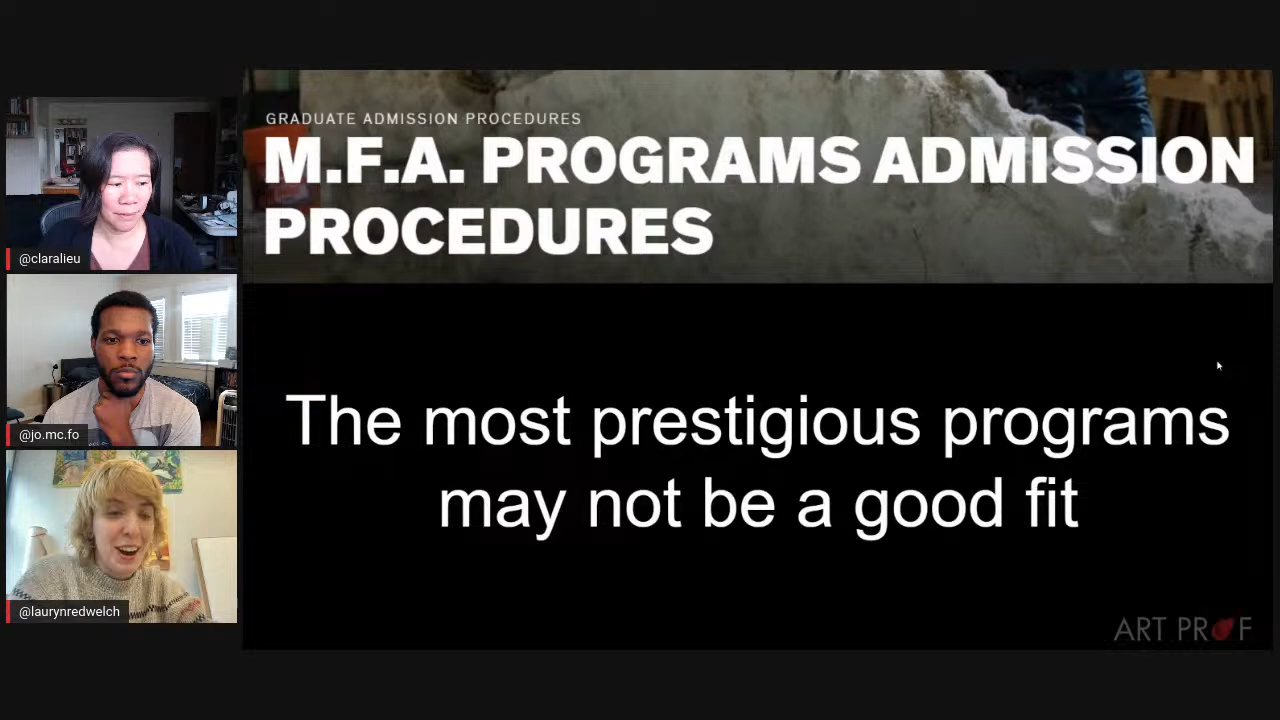 GRADUATE ADMISSION PROCEDURES
M.F.A. PROGRAMS ADMISSION
PROCEDURES
@claralieu
@jo.mc.fo
@laurynredwelch
The most prestigious programs
may not be a good fit
ART PROF